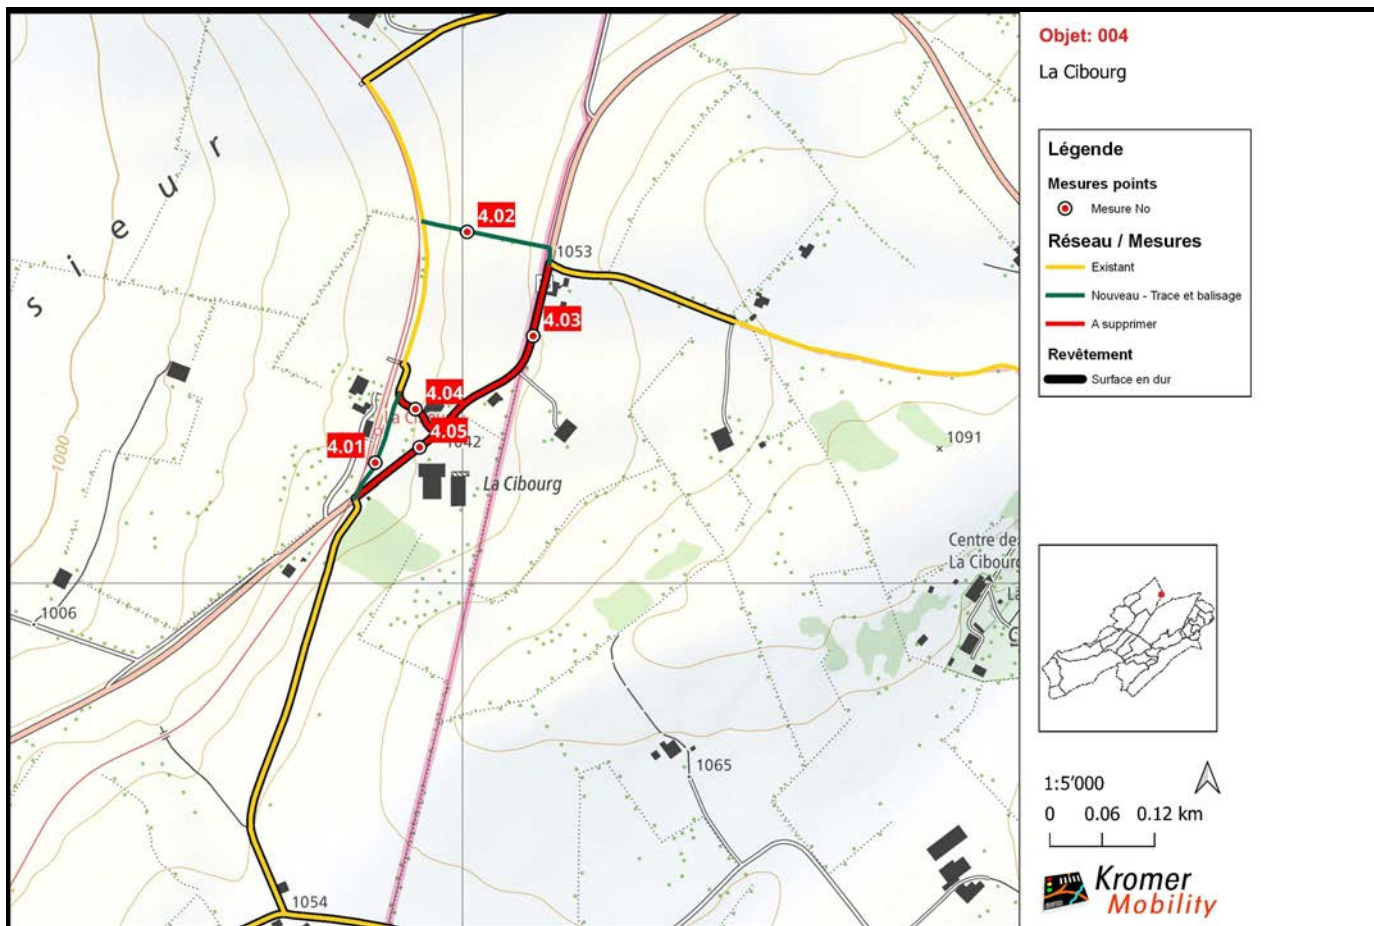 Objet: 004
La Cibourg
Légende
Mesures points
Mesure No
Réseau / Mesures
Existant
Nouveau - Trace et balisage
A supprimer
Revêtement
Surface en dur
1:5'000
0 0.06 0.12 km
Kromer
Mobility
s i e u r
4.02
1053
4.03
4.04
4.05
4.01
1042
La Cibourg
1000
1091
Centre de
La Cibourg
1006
1065
1054